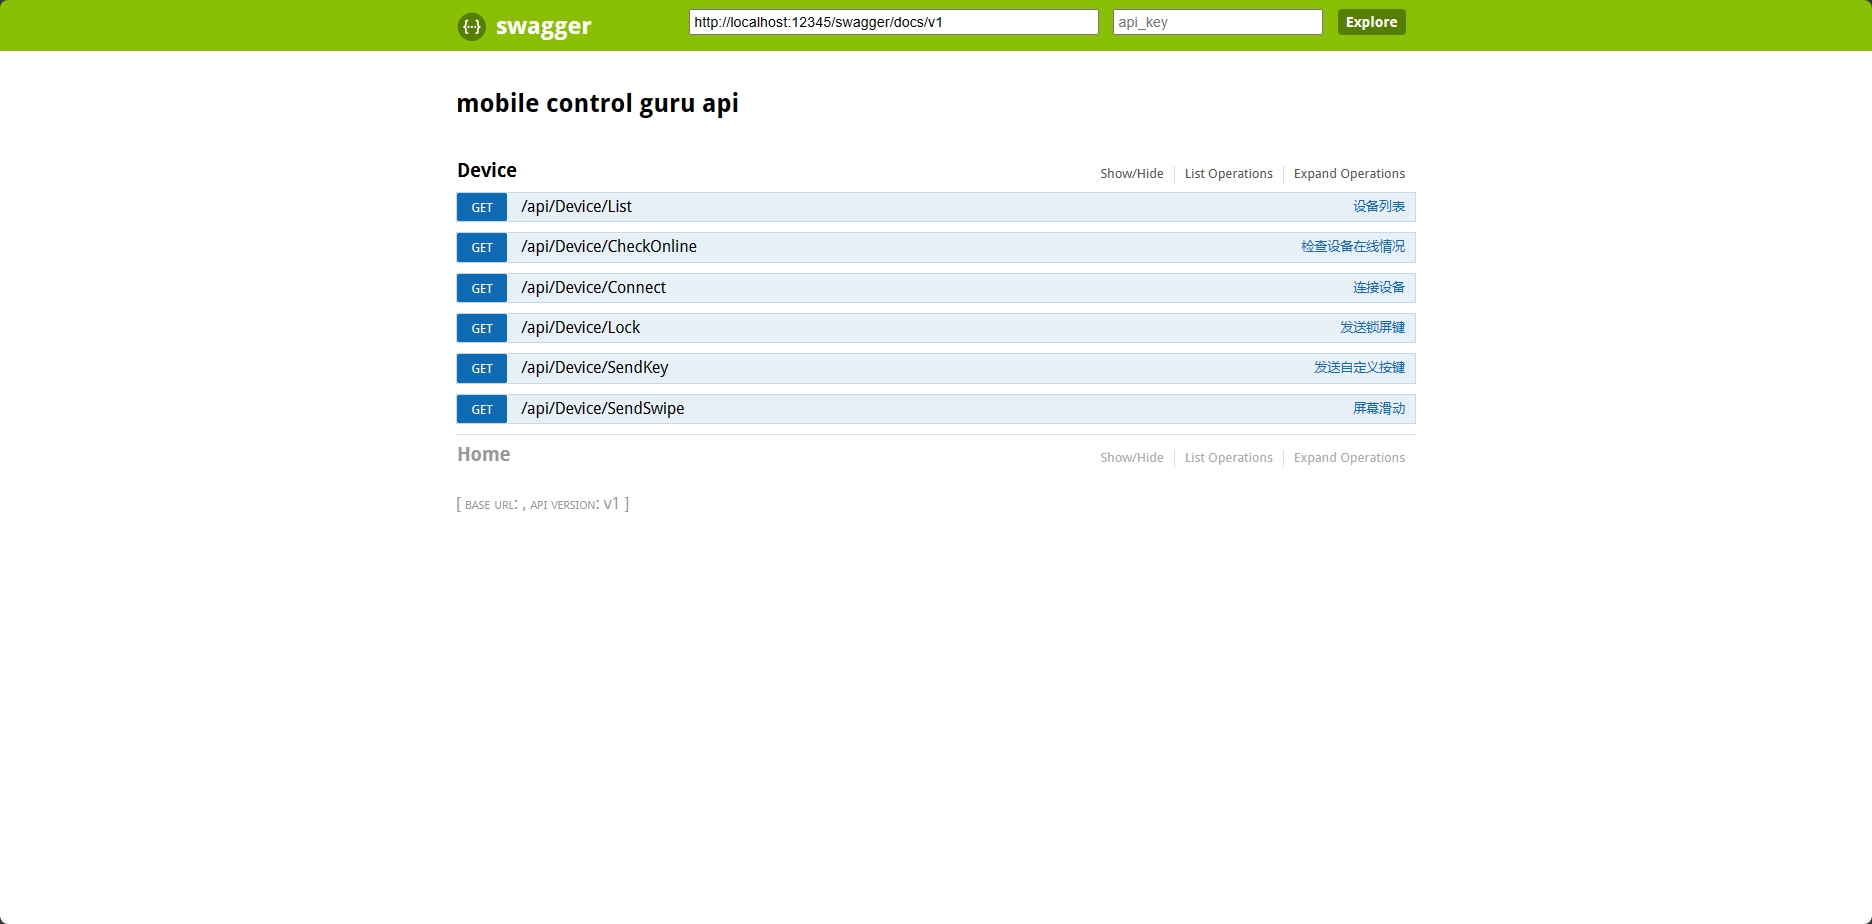 {···} swagger http://localhost:12345/swagger/docs/v1 api_key Explore
mobile control guru api
Device Show/Hide List Operations Expand Operations
GET /api/Device/List 设备列表
GET /api/Device/CheckOnline 检查设备在线情况
GET /api/Device/Connect 连接设备
GET /api/Device/Lock 发送锁屏键
GET /api/Device/SendKey 发送自定义按键
GET /api/Device/SendSwipe 屏幕滑动
Home Show/Hide List Operations Expand Operations
[ BASE URL: , API VERSION: v1 ]